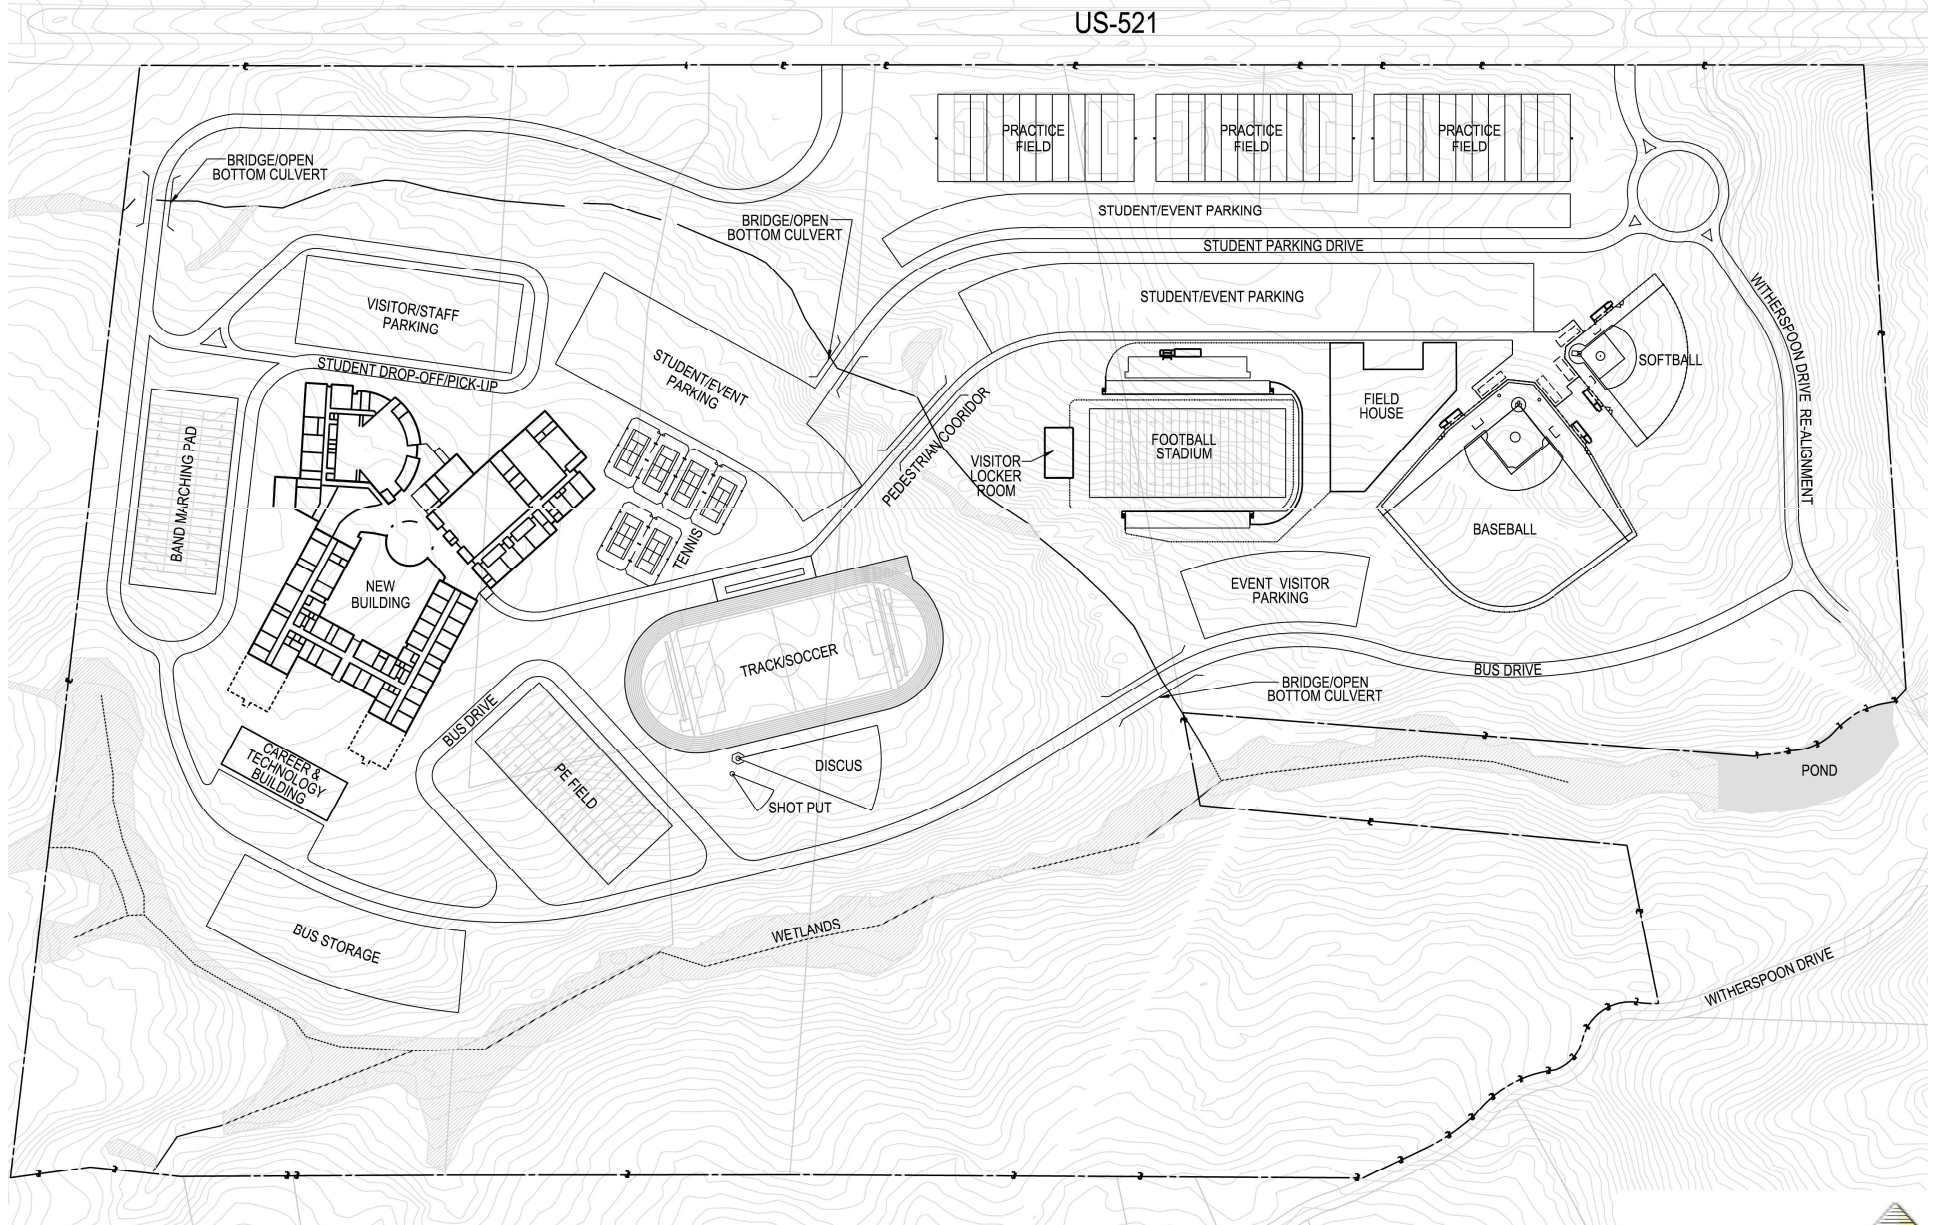 US-521
PRACTICE
FIELD
PRACTICE
FIELD
PRACTICE
FIELD
BRIDGE/OPEN
BOTTOM CULVERT
BRIDGE/OPEN
BOTTOM CULVERT
STUDENT/EVENT PARKING
STUDENT PARKING DRIVE
STUDENT/EVENT PARKING
WITHERSPOON DRIVE RE-ALIGNMENT
VISITOR/STAFF
PARKING
STUDENT DROP-OFF/PICK-UP
STUDENT/EVENT
PARKING
SOFTBALL
FIELD
HOUSE
PEDESTRIAN COORIDOR
FOOTBALL
STADIUM
VISITOR
LOCKER
ROOM
BAND MARCHING PAD
BASEBALL
TENNIS
NEW
BUILDING
EVENT VISITOR
PARKING
TRACK/SOCCER
BUS DRIVE
BRIDGE/OPEN
BOTTOM CULVERT
BUS DRIVE
CAREER &
TECHNOLOGY
BUILDING
PE FIELD
DISCUS
SHOT PUT
POND
BUS STORAGE
WETLANDS
WITHERSPOON DRIVE